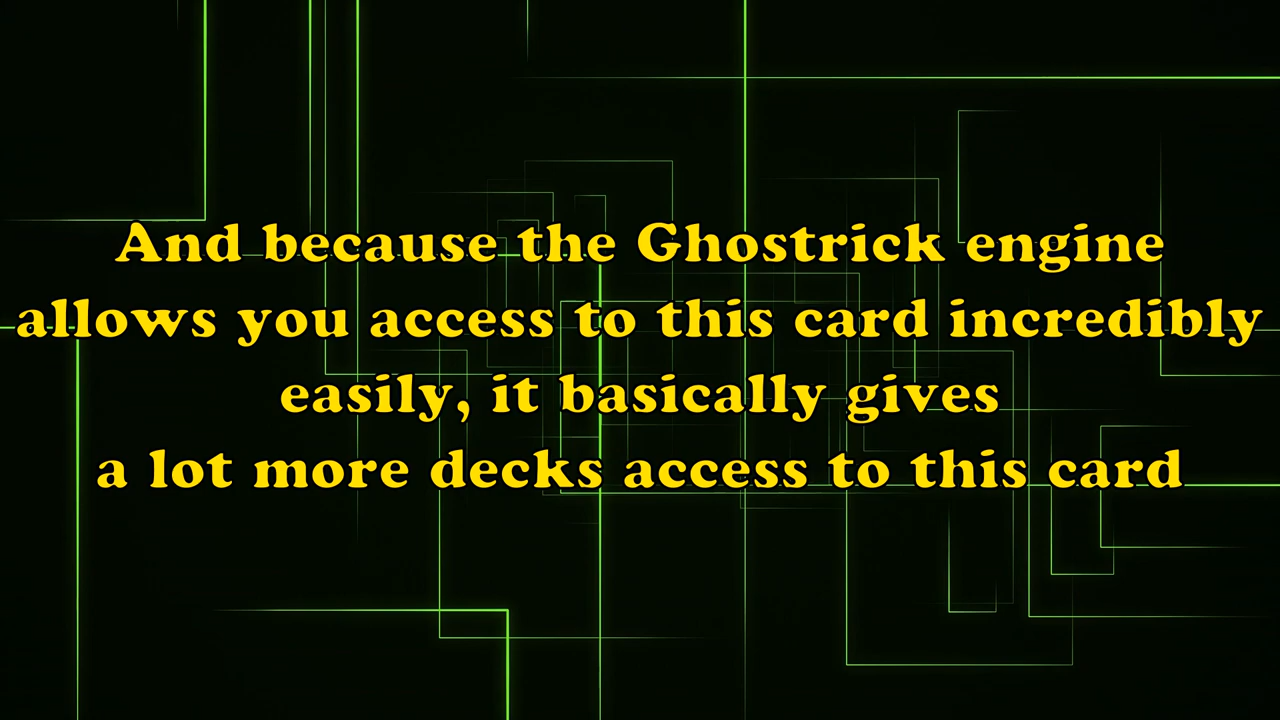 And because the Ghostrick engine
allows you access to this card incredibly
easily, it basically gives
a lot more decks access to this card